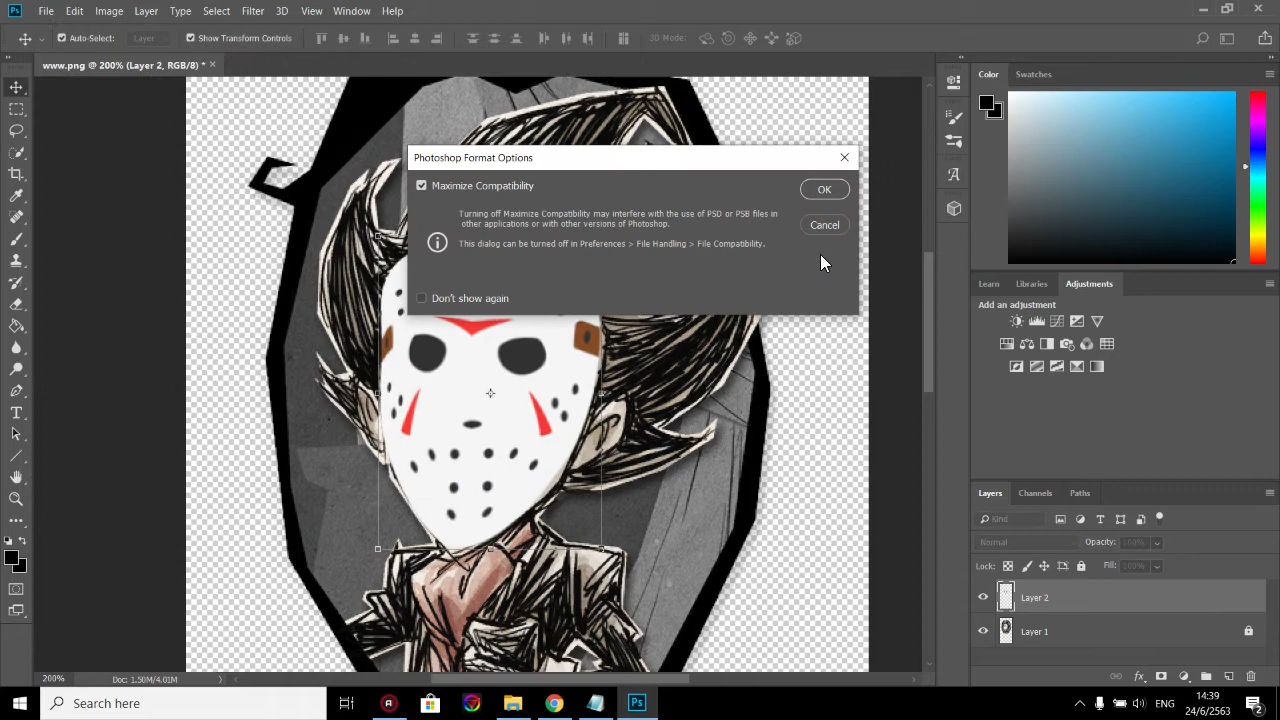 Ps File Edit Image Layer Type Select Filter 3D View Window Help
Auto-Select: Layer Show Transform Controls 3D Mode:
www.png @ 200% (Layer 2, RGB/8) *
Photoshop Format Options
Maximize Compatibility
OK
Turning off Maximize Compatibility may interfere with the use of PSD or PSB files in
other applications or with other versions of Photoshop.
Cancel
This dialog can be turned off in Preferences > File Handling > File Compatibility.
Don't show again
Color Swatches
Learn Libraries Adjustments
Add an adjustment
Layers Channels Paths
Kind
Normal Opacity: 100%
Lock: Fill: 100%
Layer 2
Layer 1
200% Doc: 1.50M/4.01M
Search here
Ps
14:39
24/6/2563